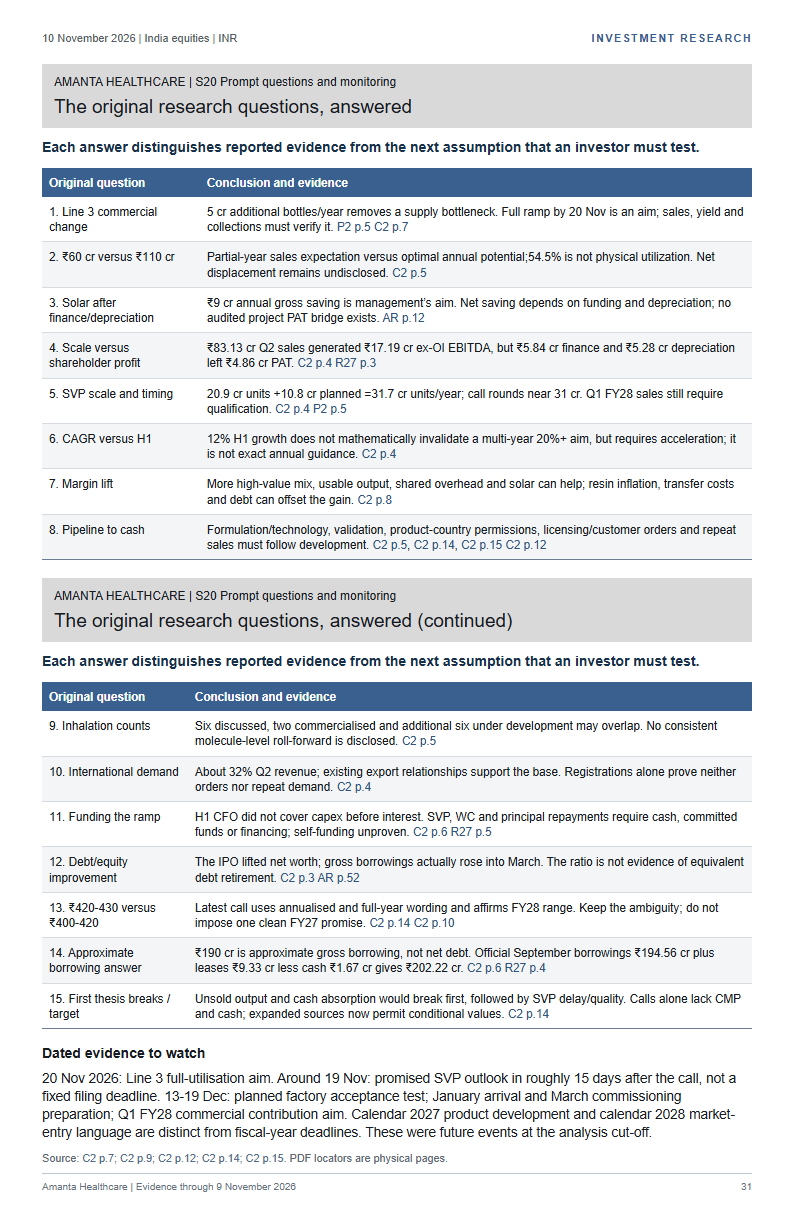 10 November 2026 | India equities | INR
INVESTMENT RESEARCH
AMANTA HEALTHCARE | S20 Prompt questions and monitoring
The original research questions, answered
Each answer distinguishes reported evidence from the next assumption that an investor must test.
Original question
Conclusion and evidence
1. Line 3 commercial
change
5 cr additional bottles/year removes a supply bottleneck. Full ramp by 20 Nov is an aim; sales, yield and
collections must verify it. P2 p.5 C2 p.7
2. ₹60 cr versus ₹110 cr
Partial-year sales expectation versus optimal annual potential;54.5% is not physical utilization. Net
displacement remains undisclosed. C2 p.5
3. Solar after
finance/depreciation
₹9 cr annual gross saving is management's aim. Net saving depends on funding and depreciation; no
audited project PAT bridge exists. AR p.12
4. Scale versus
shareholder profit
₹83.13 cr Q2 sales generated ₹17.19 cr ex-OI EBITDA, but ₹5.84 cr finance and ₹5.28 cr depreciation
left ₹4.86 cr PAT. C2 p.4 R27 p.3
5. SVP scale and timing
20.9 cr units +10.8 cr planned =31.7 cr units/year; call rounds near 31 cr. Q1 FY28 sales still require
qualification. C2 p.4 P2 p.5
6. CAGR versus H1
12% H1 growth does not mathematically invalidate a multi-year 20%+ aim, but requires acceleration; it
is not exact annual guidance. C2 p.4
7. Margin lift
More high-value mix, usable output, shared overhead and solar can help; resin inflation, transfer costs
and debt can offset the gain. C2 p.8
8. Pipeline to cash
Formulation/technology, validation, product-country permissions, licensing/customer orders and repeat
sales must follow development. C2 p.5, C2 p.14, C2 p.15 C2 p.12
AMANTA HEALTHCARE | S20 Prompt questions and monitoring
The original research questions, answered (continued)
Each answer distinguishes reported evidence from the next assumption that an investor must test.
Original question
Conclusion and evidence
9. Inhalation counts
Six discussed, two commercialised and additional six under development may overlap. No consistent
molecule-level roll-forward is disclosed. C2 p.5
10. International demand
About 32% Q2 revenue; existing export relationships support the base. Registrations alone prove neither
orders nor repeat demand. C2 p.4
11. Funding the ramp
H1 CFO did not cover capex before interest. SVP, WC and principal repayments require cash, committed
funds or financing; self-funding unproven. C2 p.6 R27 p.5
12. Debt/equity
improvement
The IPO lifted net worth; gross borrowings actually rose into March. The ratio is not evidence of equivalent
debt retirement. C2 p.3 AR p.52
13. ₹420-430 versus
₹400-420
Latest call uses annualised and full-year wording and affirms FY28 range. Keep the ambiguity; do not
impose one clean FY27 promise. C2 p.14 C2 p.10
14. Approximate
borrowing answer
₹190 cr is approximate gross borrowing, not net debt. Official September borrowings ₹194.56 cr plus
leases ₹9.33 cr less cash ₹1.67 cr gives ₹202.22 cr. C2 p.6 R27 p.4
15. First thesis breaks /
target
Unsold output and cash absorption would break first, followed by SVP delay/quality. Calls alone lack CMP
and cash; expanded sources now permit conditional values. C2 p.14
Dated evidence to watch
20 Nov 2026: Line 3 full-utilisation aim. Around 19 Nov: promised SVP outlook in roughly 15 days after the call, not a
fixed filing deadline. 13-19 Dec: planned factory acceptance test; January arrival and March commissioning
preparation; Q1 FY28 commercial contribution aim. Calendar 2027 product development and calendar 2028 market-
entry language are distinct from fiscal-year deadlines. These were future events at the analysis cut-off.
Source: C2 p.7; C2 p.9; C2 p.12; C2 p.14; C2 p.15. PDF locators are physical pages.
Amanta Healthcare | Evidence through 9 November 2026
31